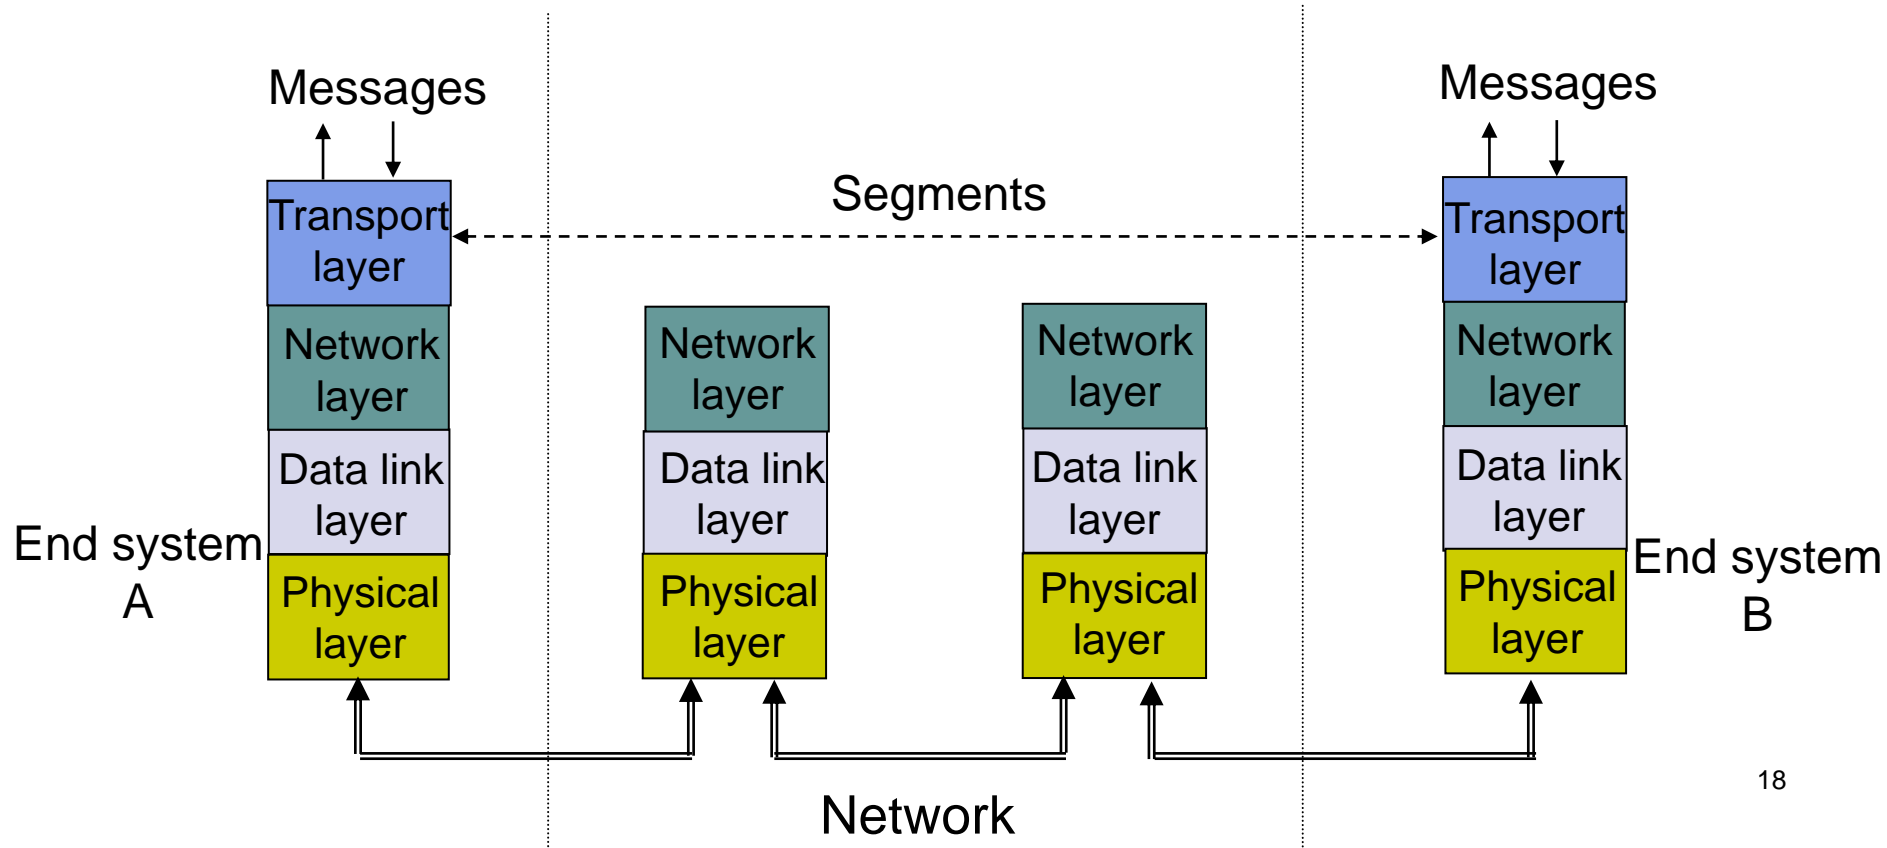 Messages
Messages
Segments
Transport
layer
Network
layer
Data link
layer
Physical
layer
End system
A
Network
layer
Data link
layer
Physical
layer
Network
layer
Data link
layer
Physical
layer
Transport
layer
Network
layer
Data link
layer
Physical
layer
End system
B
Network
18